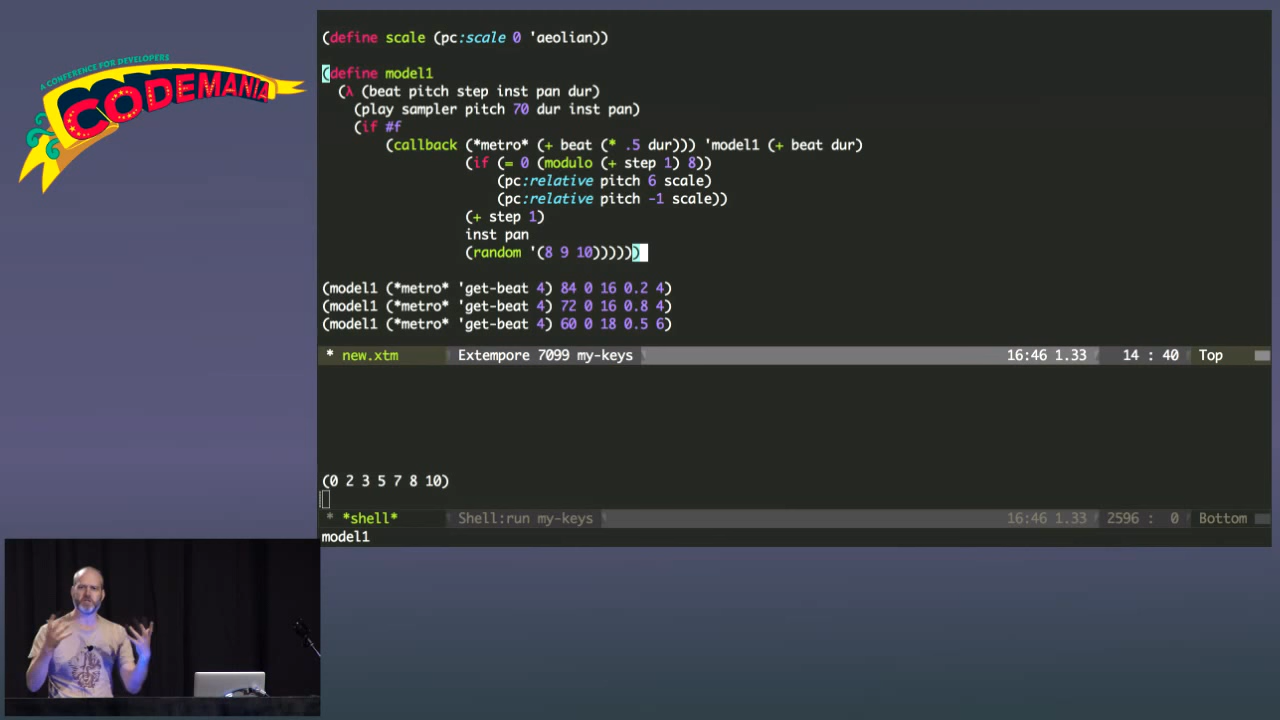 A CONFERENCE FOR DEVELOPERS
CODEMANIA
(define scale (pc:scale 0 'aeolian))
(define model1
(λ (beat pitch step inst pan dur)
(play sampler pitch 70 dur inst pan)
(if #f
(callback (*metro* (+ beat (* .5 dur))) 'model1 (+ beat dur)
(if (= 0 (modulo (+ step 1) 8))
(pc:relative pitch 6 scale)
(pc:relative pitch -1 scale))
(+ step 1)
inst pan
(random '(8 9 10))))))
(model1 (*metro* 'get-beat 4) 84 0 16 0.2 4)
(model1 (*metro* 'get-beat 4) 72 0 16 0.8 4)
(model1 (*metro* 'get-beat 4) 60 0 18 0.5 6)
* new.xtm Extempore 7099 my-keys 16:46 1.33 14 : 40 Top
(0 2 3 5 7 8 10)
* *shell* Shell:run my-keys 16:46 1.33 2596 : 0 Bottom
model1